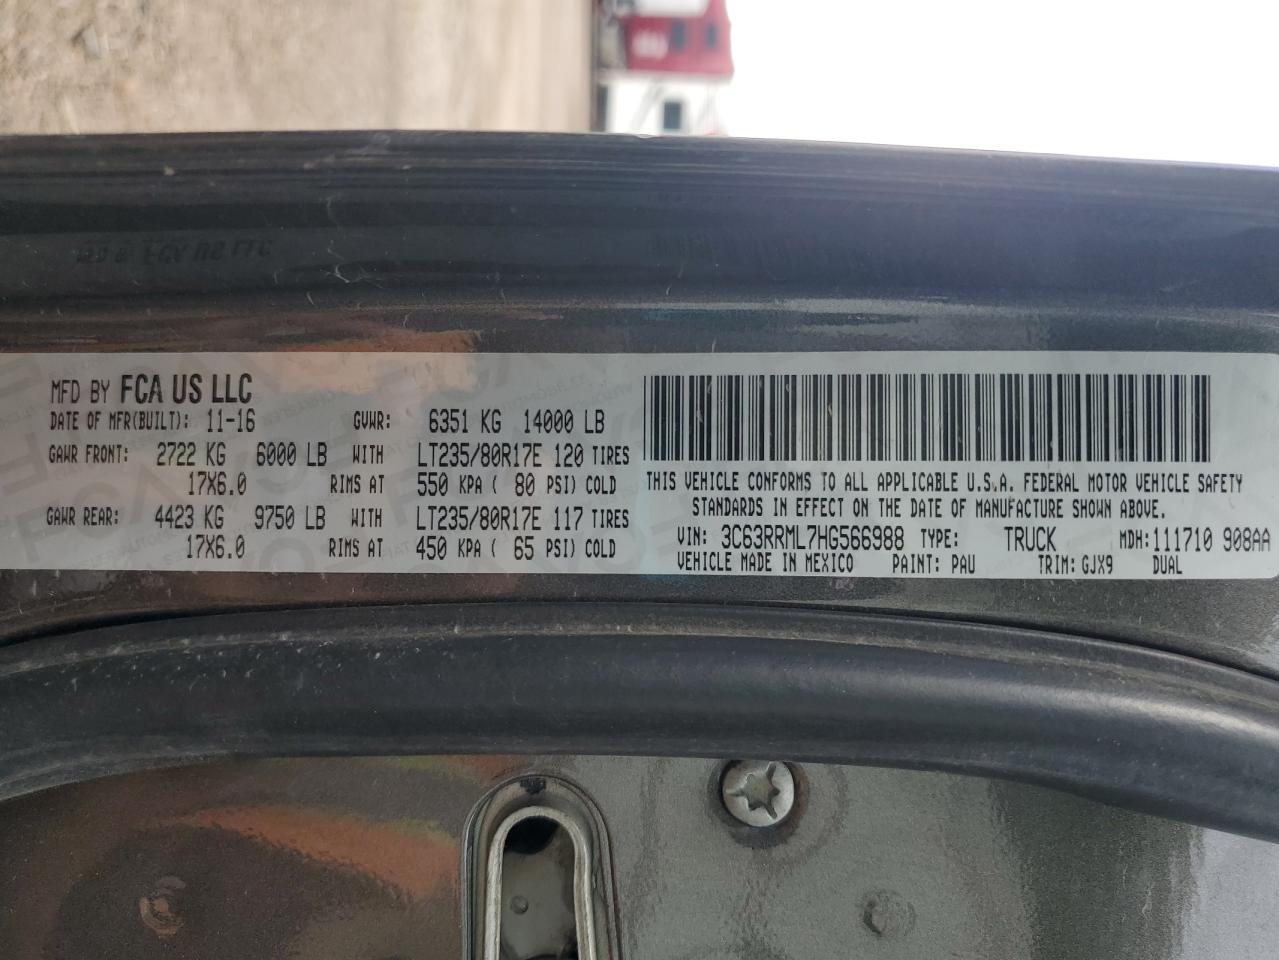 MFD BY FCA US LLC
DATE OF MFR(BUILT): 11-16 GVWR: 6351 KG 14000 LB
GAWR FRONT: 2722 KG 6000 LB WITH LT235/80R17E 120 TIRES
17X6.0 RIMS AT 550 KPA ( 80 PSI) COLD
GAWR REAR: 4423 KG 9750 LB WITH LT235/80R17E 117 TIRES
17X6.0 RIMS AT 450 KPA ( 65 PSI) COLD
THIS VEHICLE CONFORMS TO ALL APPLICABLE U.S.A. FEDERAL MOTOR VEHICLE SAFETY
STANDARDS IN EFFECT ON THE DATE OF MANUFACTURE SHOWN ABOVE.
VIN: 3C63RRML7HG566988 TYPE: TRUCK MDH:111710 908AA
VEHICLE MADE IN MEXICO PAINT: PAU TRIM: GJX9 DUAL